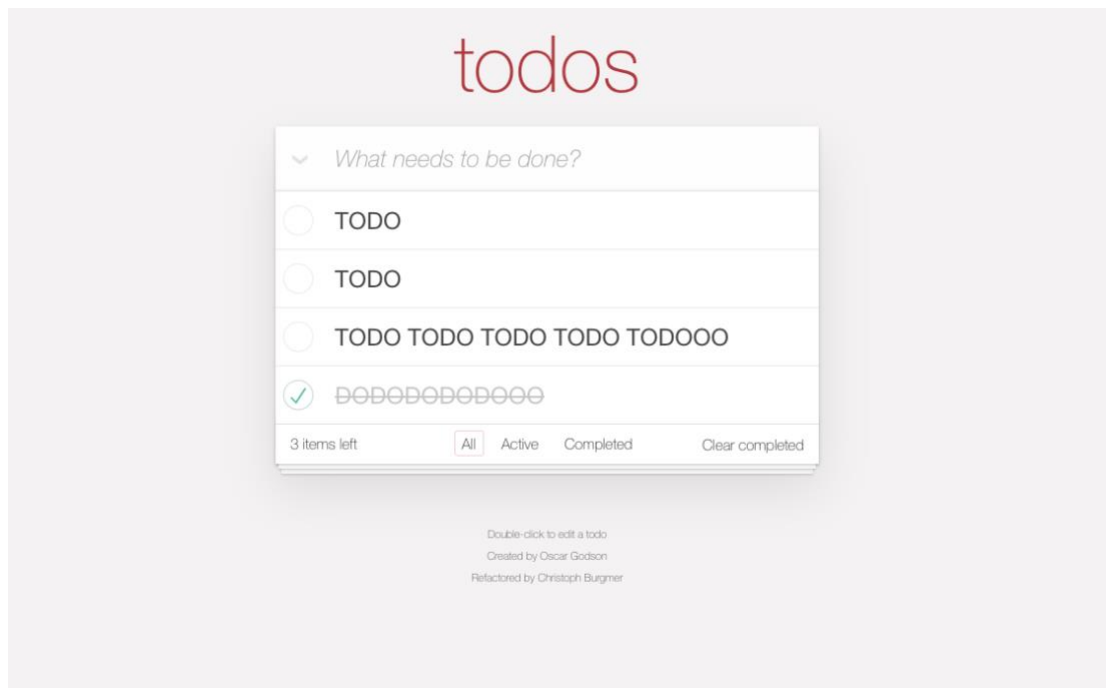 todos
What needs to be done?
TODO
TODO
TODO TODO TODO TODO TODOOO
DODODODODOOO
3 items left All Active Completed Clear completed
Double-click to edit a todo
Created by Oscar Godson
Refactored by Christoph Burgmer